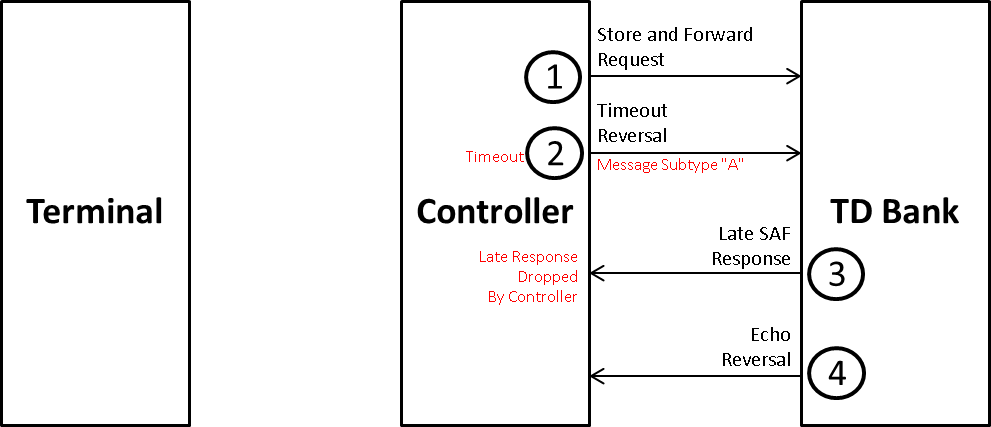 Store and Forward
Request
1
Timeout
Reversal
Timeout
2
Message Subtype "A"
Terminal
Controller
TD Bank
Late SAF
Response
Late Response
Dropped
By Controller
3
Echo
Reversal
4